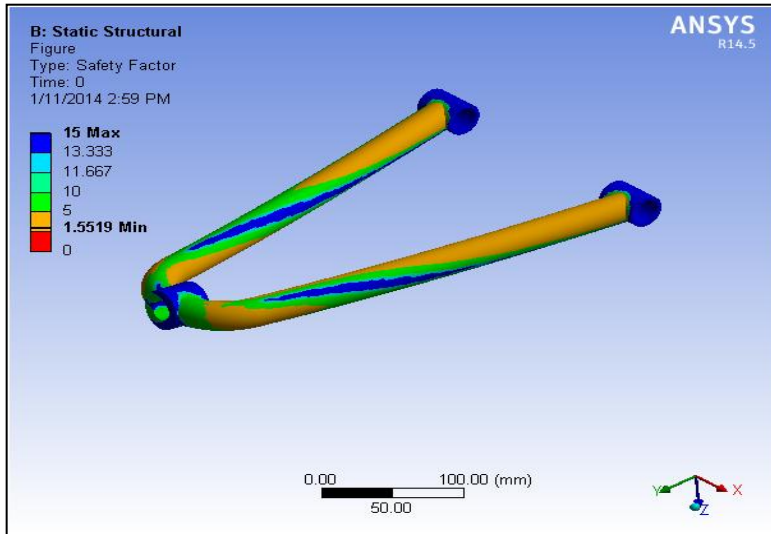 B: Static Structural
Figure
Type: Safety Factor
Time: 0
1/11/2014 2:59 PM
ANSYS
R14.5
15 Max
13.333
11.667
10
5
1.5519 Min
0
0.00
100.00 (mm)
50.00
Y
X
Z